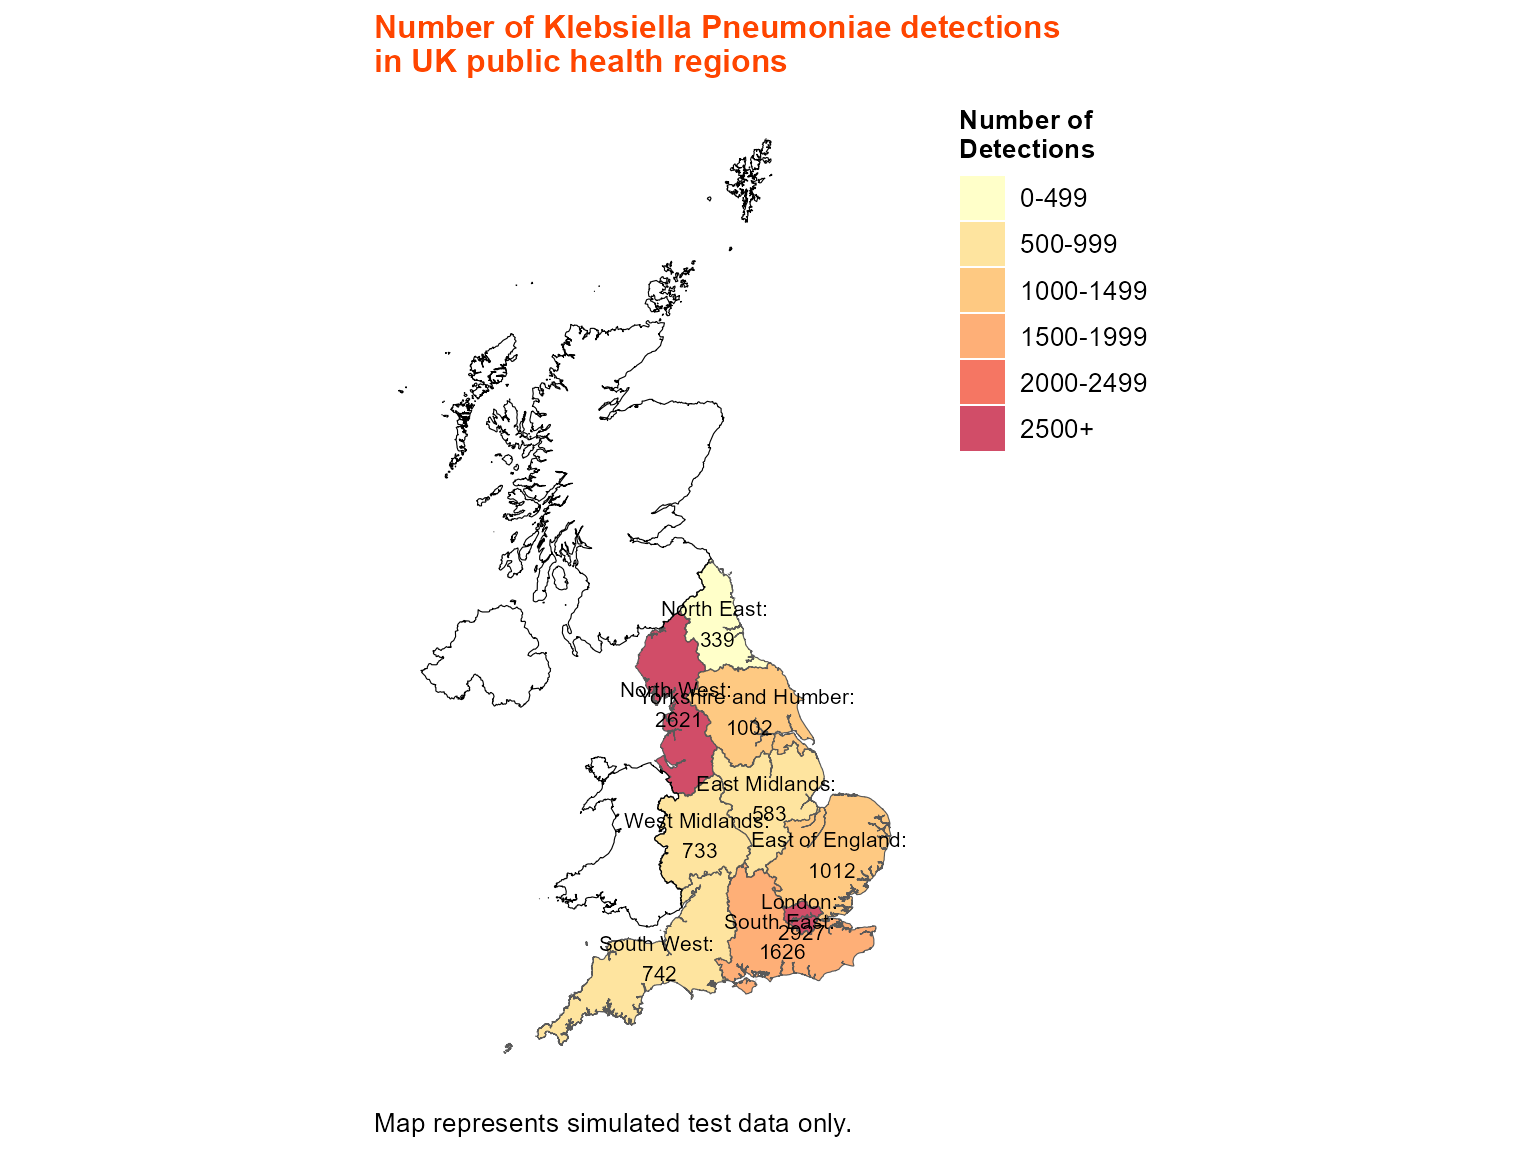 Number of Klebsiella Pneumoniae detections
in UK public health regions
Number of
Detections
0-499
500-999
1000-1499
1500-1999
2000-2499
2500+
North East:
339
North West:
2621
Yorkshire and Humber:
1002
East Midlands:
583
West Midlands:
733
East of England:
1012
London:
2927
South East:
1626
South West:
742
Map represents simulated test data only.